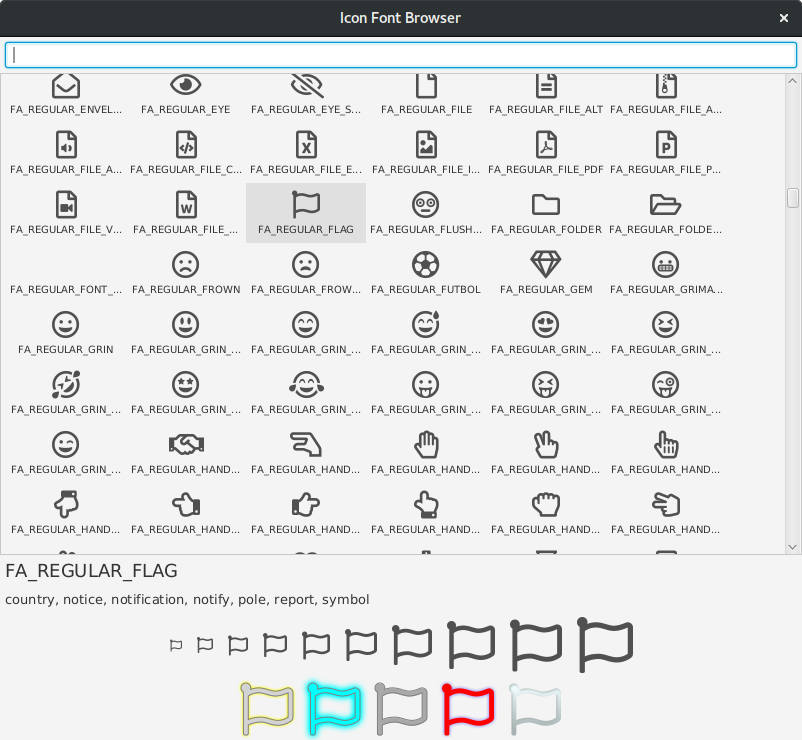 Icon Font Browser
FA_REGULAR_ENVEL... FA_REGULAR_EYE FA_REGULAR_EYE_S... FA_REGULAR_FILE FA_REGULAR_FILE_ALT FA_REGULAR_FILE_A...
FA_REGULAR_FILE_A... FA_REGULAR_FILE_C... FA_REGULAR_FILE_E... FA_REGULAR_FILE_I... FA_REGULAR_FILE_PDF FA_REGULAR_FILE_P...
FA_REGULAR_FILE_V... FA_REGULAR_FILE_... FA_REGULAR_FLAG FA_REGULAR_FLUSH... FA_REGULAR_FOLDER FA_REGULAR_FOLDE...
FA_REGULAR_FONT_... FA_REGULAR_FROWN FA_REGULAR_FROW... FA_REGULAR_FUTBOL FA_REGULAR_GEM FA_REGULAR_GRIMA...
FA_REGULAR_GRIN FA_REGULAR_GRIN_... FA_REGULAR_GRIN_... FA_REGULAR_GRIN_... FA_REGULAR_GRIN_... FA_REGULAR_GRIN_...
FA_REGULAR_GRIN_... FA_REGULAR_GRIN_... FA_REGULAR_GRIN_... FA_REGULAR_GRIN_... FA_REGULAR_GRIN_... FA_REGULAR_GRIN_...
FA_REGULAR_GRIN_... FA_REGULAR_HAND... FA_REGULAR_HAND... FA_REGULAR_HAND... FA_REGULAR_HAND... FA_REGULAR_HAND...
FA_REGULAR_HAND... FA_REGULAR_HAND... FA_REGULAR_HAND... FA_REGULAR_HAND... FA_REGULAR_HAND... FA_REGULAR_HAND...
FA_REGULAR_FLAG
country, notice, notification, notify, pole, report, symbol